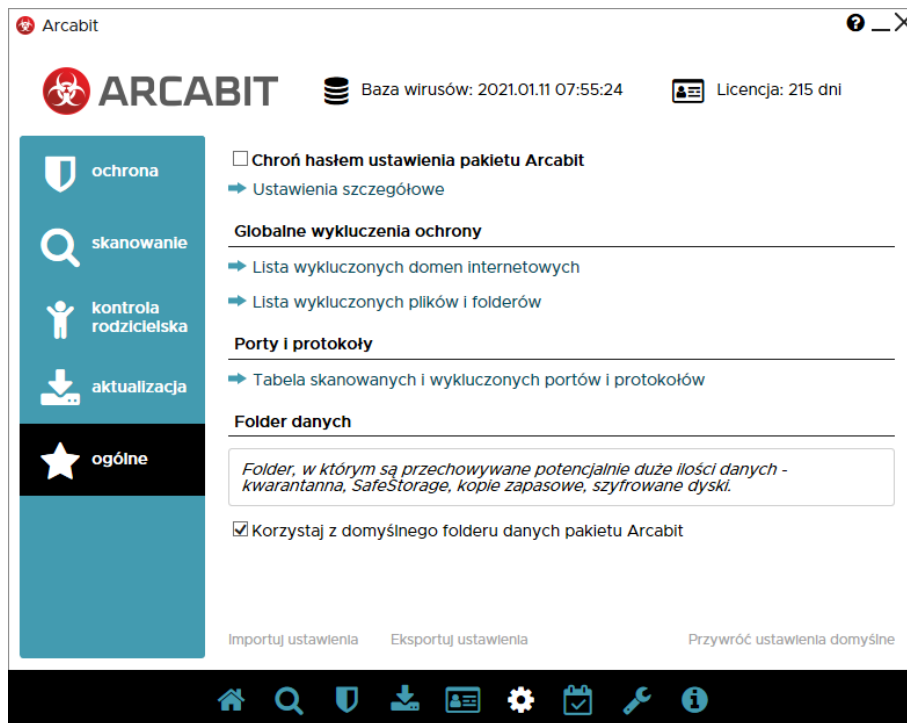 Arcabit
ARCABIT
Baza wirusów: 2021.01.11 07:55:24
Licencja: 215 dni
ochrona
skanowanie
kontrola
rodzicielska
aktualizacja
ogólne
Chroń hasłem ustawienia pakietu Arcabit
Ustawienia szczegółowe
Globalne wykluczenia ochrony
Lista wykluczonych domen internetowych
Lista wykluczonych plików i folderów
Porty i protokoły
Tabela skanowanych i wykluczonych portów i protokołów
Folder danych
Folder, w którym są przechowywane potencjalnie duże ilości danych -
kwarantanna, SafeStorage, kopie zapasowe, szyfrowane dyski.
Korzystaj z domyślnego folderu danych pakietu Arcabit
Importuj ustawienia
Eksportuj ustawienia
Przywróć ustawienia domyślne